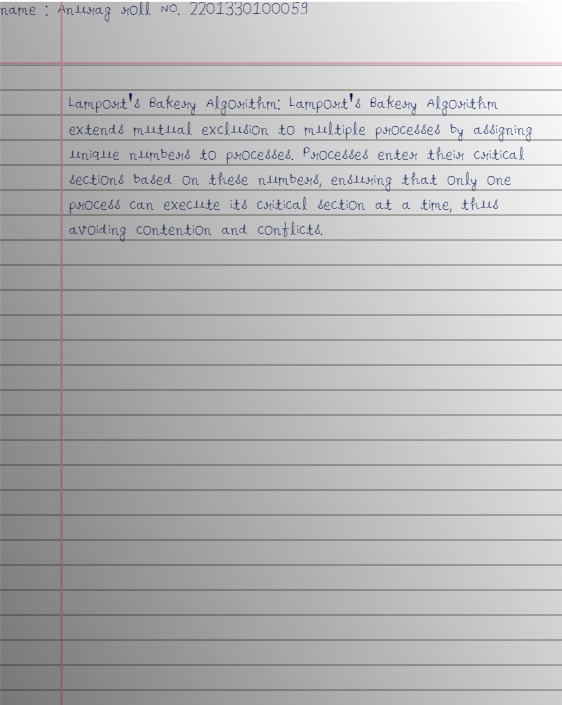 name : Anurag roll no. 2201330100059
Lamport's Bakery Algorithm: Lamport's Bakery Algorithm
extends mutual exclusion to multiple processes by assigning
unique numbers to processes. Processes enter their critical
sections based on these numbers, ensuring that only one
process can execute its critical section at a time, thus
avoiding contention and conflicts.